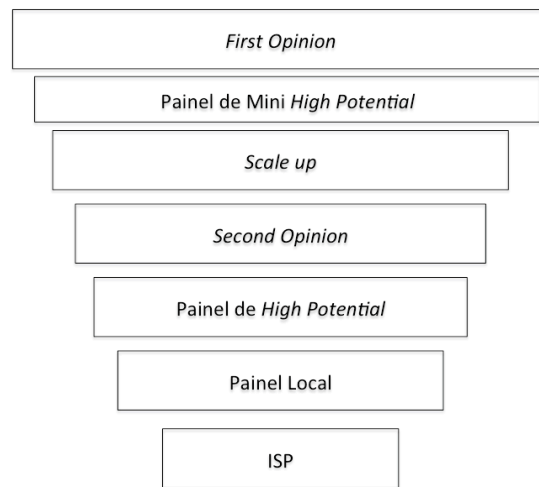 First Opinion
Painel de Mini High Potential
Scale up
Second Opinion
Painel de High Potential
Painel Local
ISP